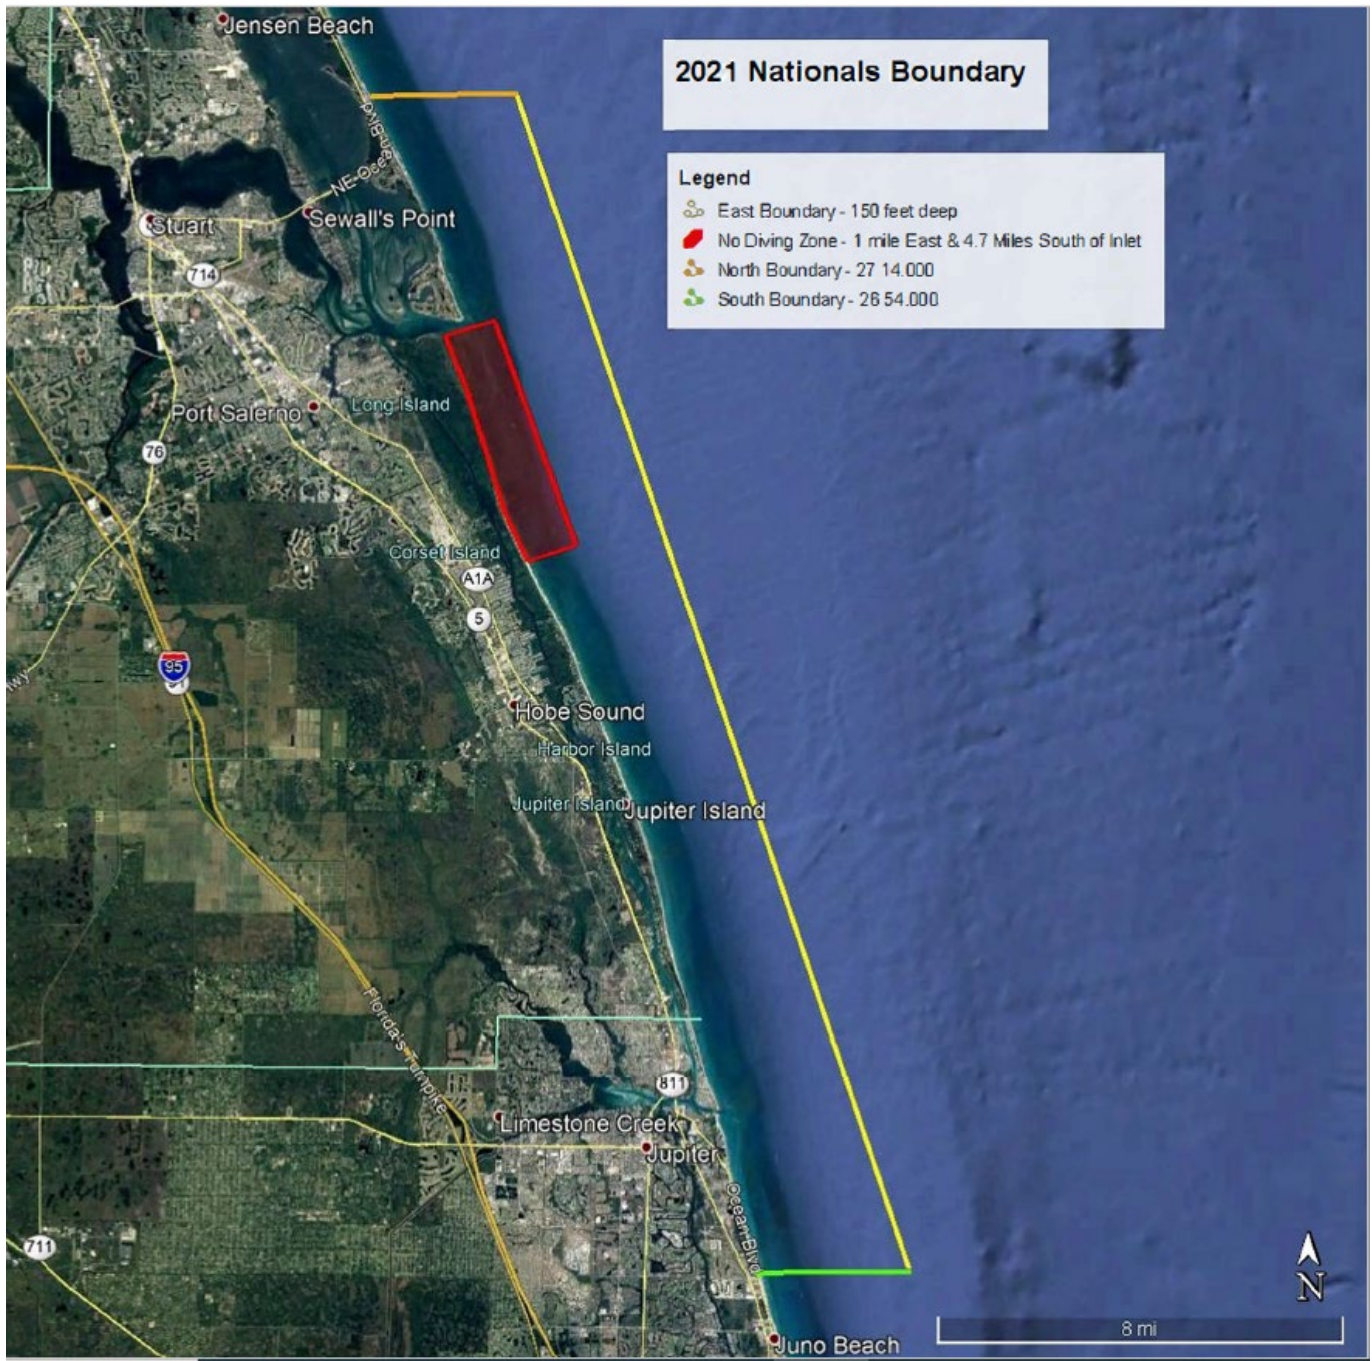 Jensen Beach
2021 Nationals Boundary
Legend
East Boundary - 150 feet deep
No Diving Zone - 1 mile East & 4.7 Miles South of Inlet
North Boundary - 27 14.000
South Boundary - 26 54.000
NE-Ocean-Blvd
Sewall's Point
Stuart
714
Port Salerno
Long Island
76
Corset Island
A1A
5
95
Hobe Sound
Harbor Island
Jupiter Island
Jupiter Island
Florida's Turnpike
811
Limestone Creek
Jupiter
Ocean Blvd
711
N
8 mi
Juno Beach